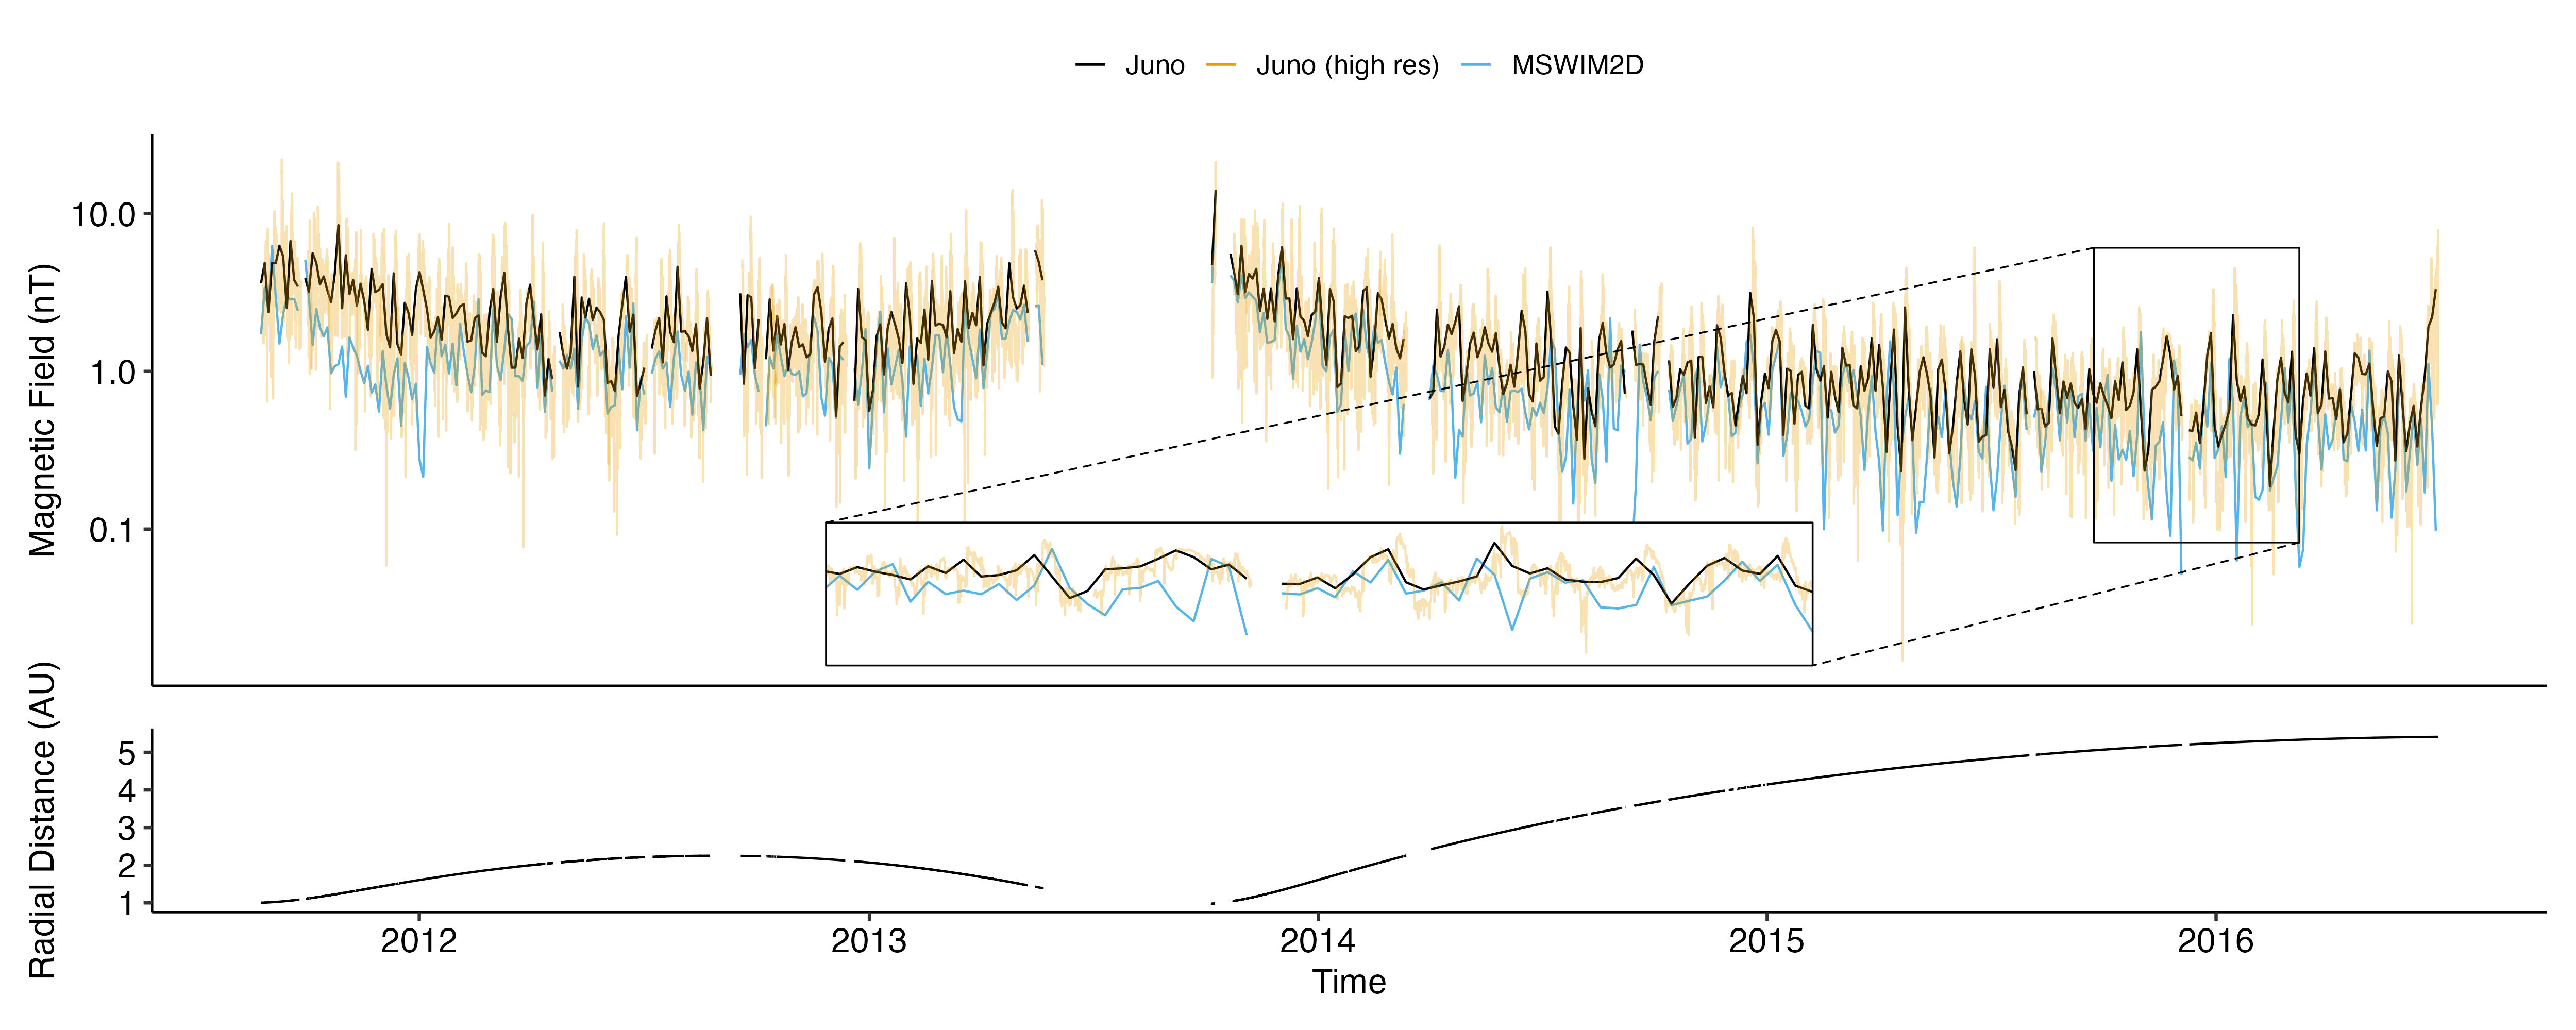 Juno Juno (high res) MSWIM2D
Magnetic Field (nT)
10.0
1.0
0.1
Radial Distance (AU)
5
4
3
2
1
2012 2013 2014 2015 2016
Time